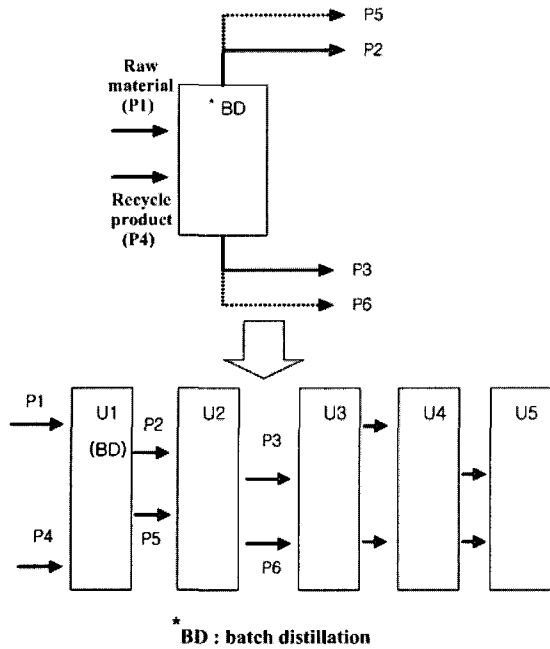 P5
P2
Raw
material
(P1)
* BD
Recycle
product
(P4)
P3
P6
P1
U1
(BD)
P2
U2
P3
U3
U4
U5
P4
P5
P6
*BD : batch distillation